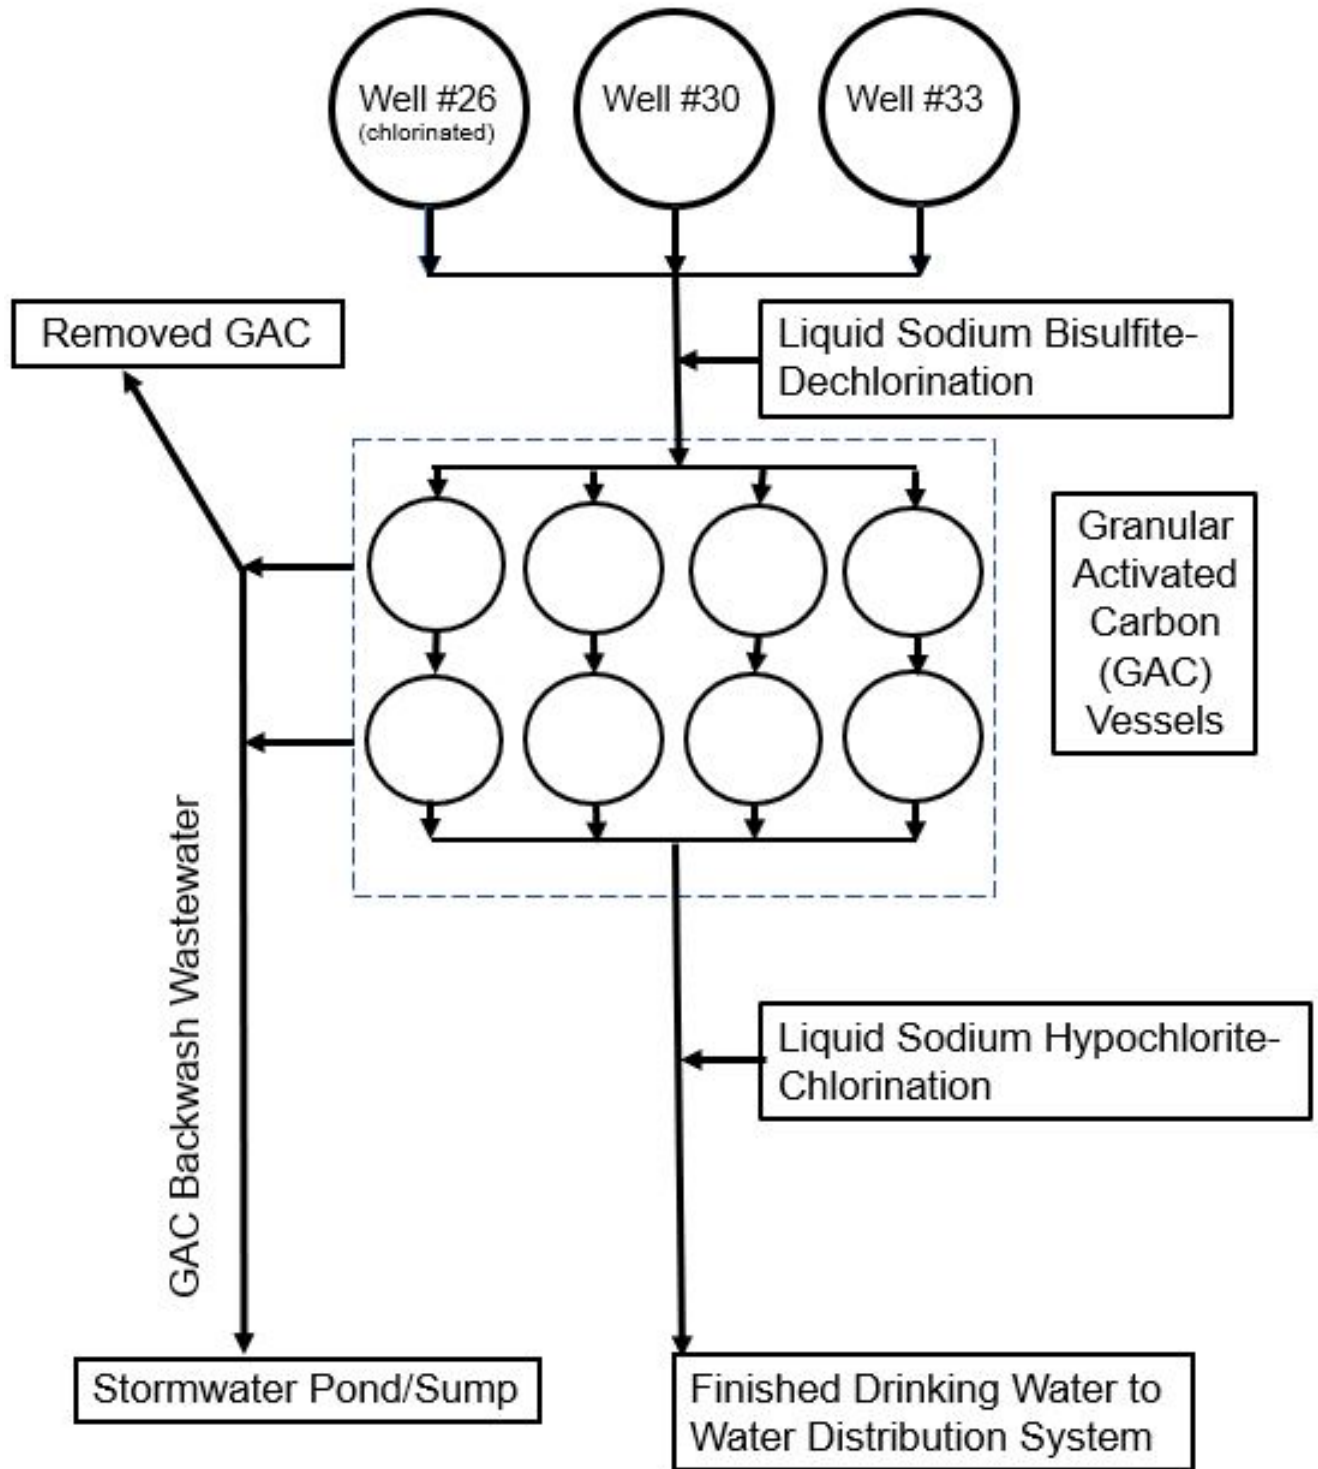 Well #26
(chlorinated)
Well #30
Well #33
Removed GAC
Liquid Sodium Bisulfite-
Dechlorination
Granular
Activated
Carbon
(GAC)
Vessels
GAC Backwash Wastewater
Liquid Sodium Hypochlorite-
Chlorination
Stormwater Pond/Sump
Finished Drinking Water to
Water Distribution System